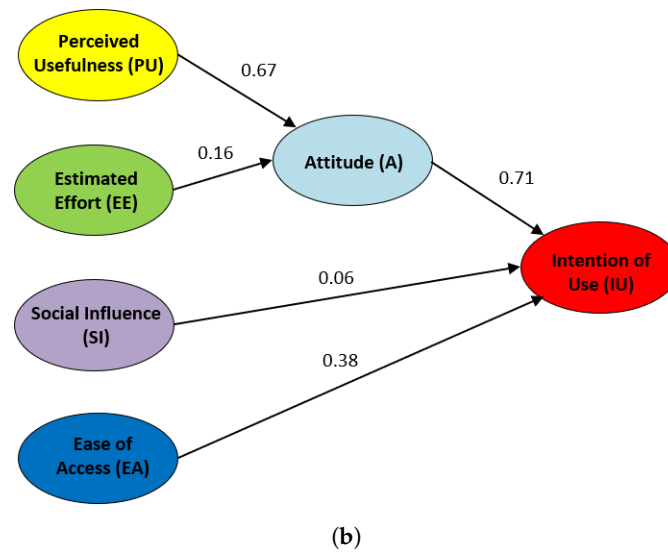 Perceived
Usefulness (PU)
0.67
Estimated
Effort (EE)
0.16
Attitude (A)
0.71
Intention of
Use (IU)
Social Influence
(SI)
0.06
0.38
Ease of
Access (EA)
(b)